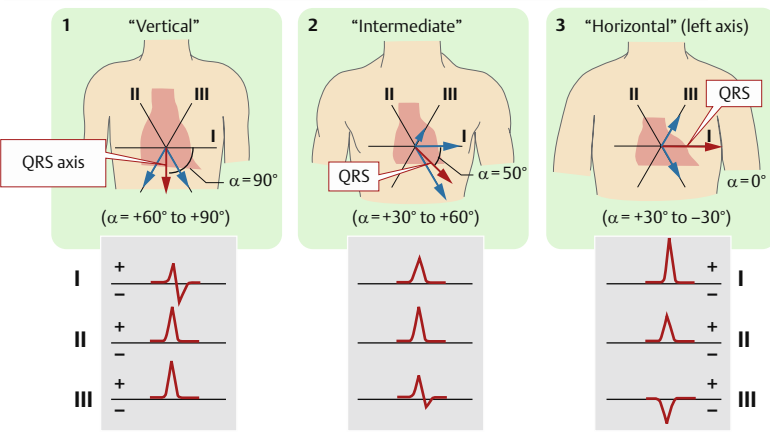 1 "Vertical"
II III
I
QRS axis
α = 90°
(α = +60° to +90°)
2 "Intermediate"
II III
I
QRS
α = 50°
(α = +30° to +60°)
3 "Horizontal" (left axis)
QRS
II III
I
α = 0°
(α = +30° to –30°)
I + – + – I
II + – + – II
III + – + – III